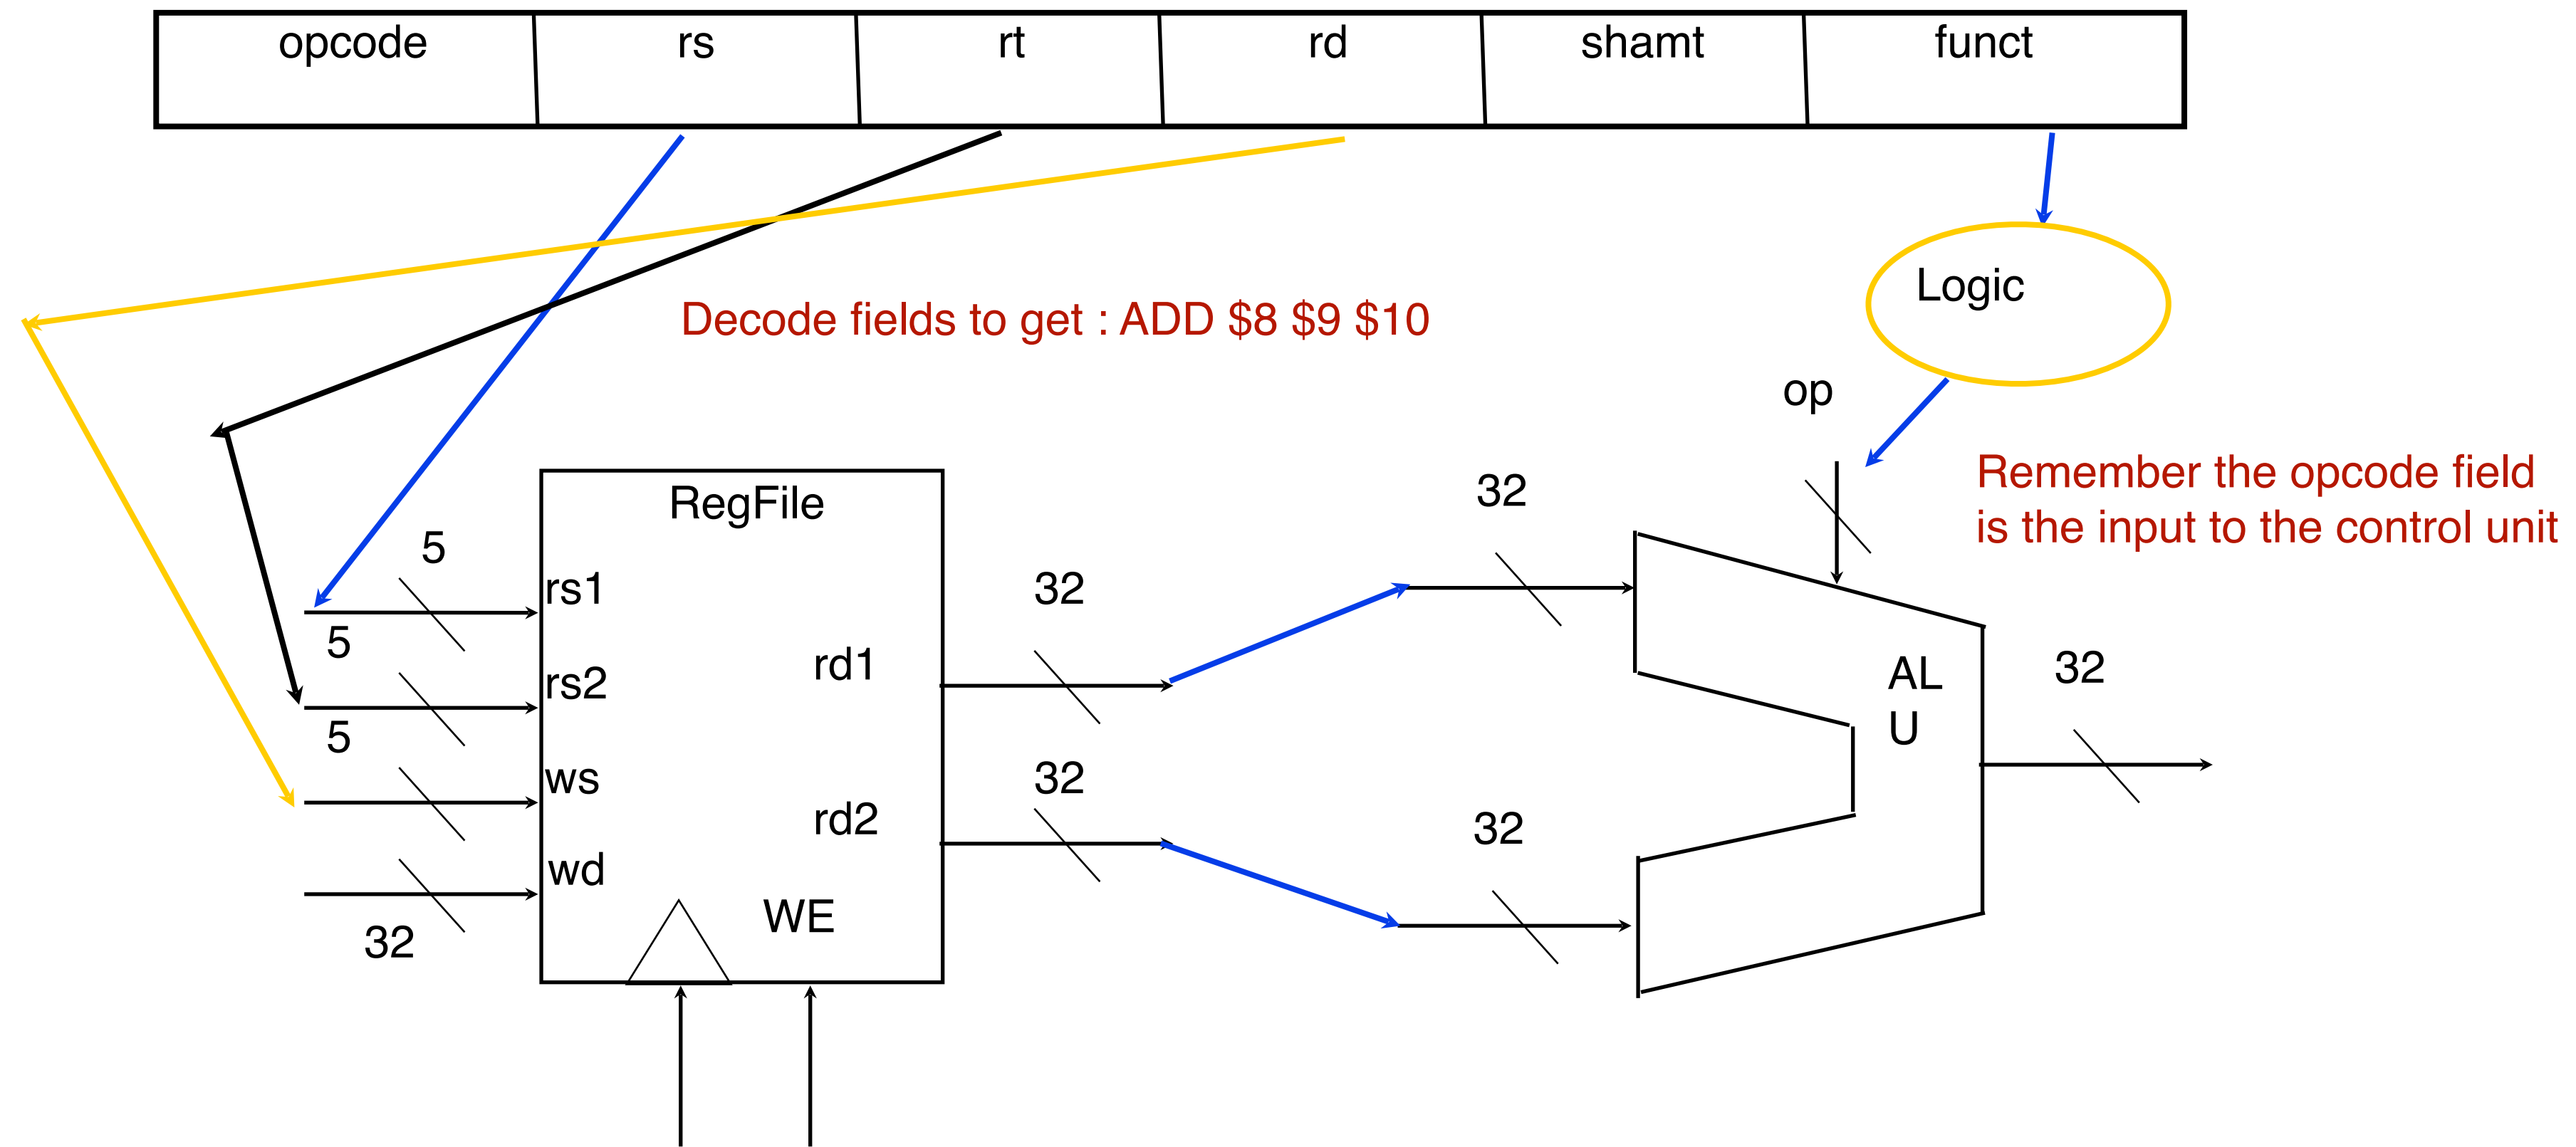 opcode rs rt rd shamt funct
Logic
Decode fields to get : ADD $8 $9 $10
op
Remember the opcode field
is the input to the control unit
RegFile
32
5
rs1
32
5
rd1
AL
U
32
rs2
5
ws
32
rd2
32
wd
WE
32